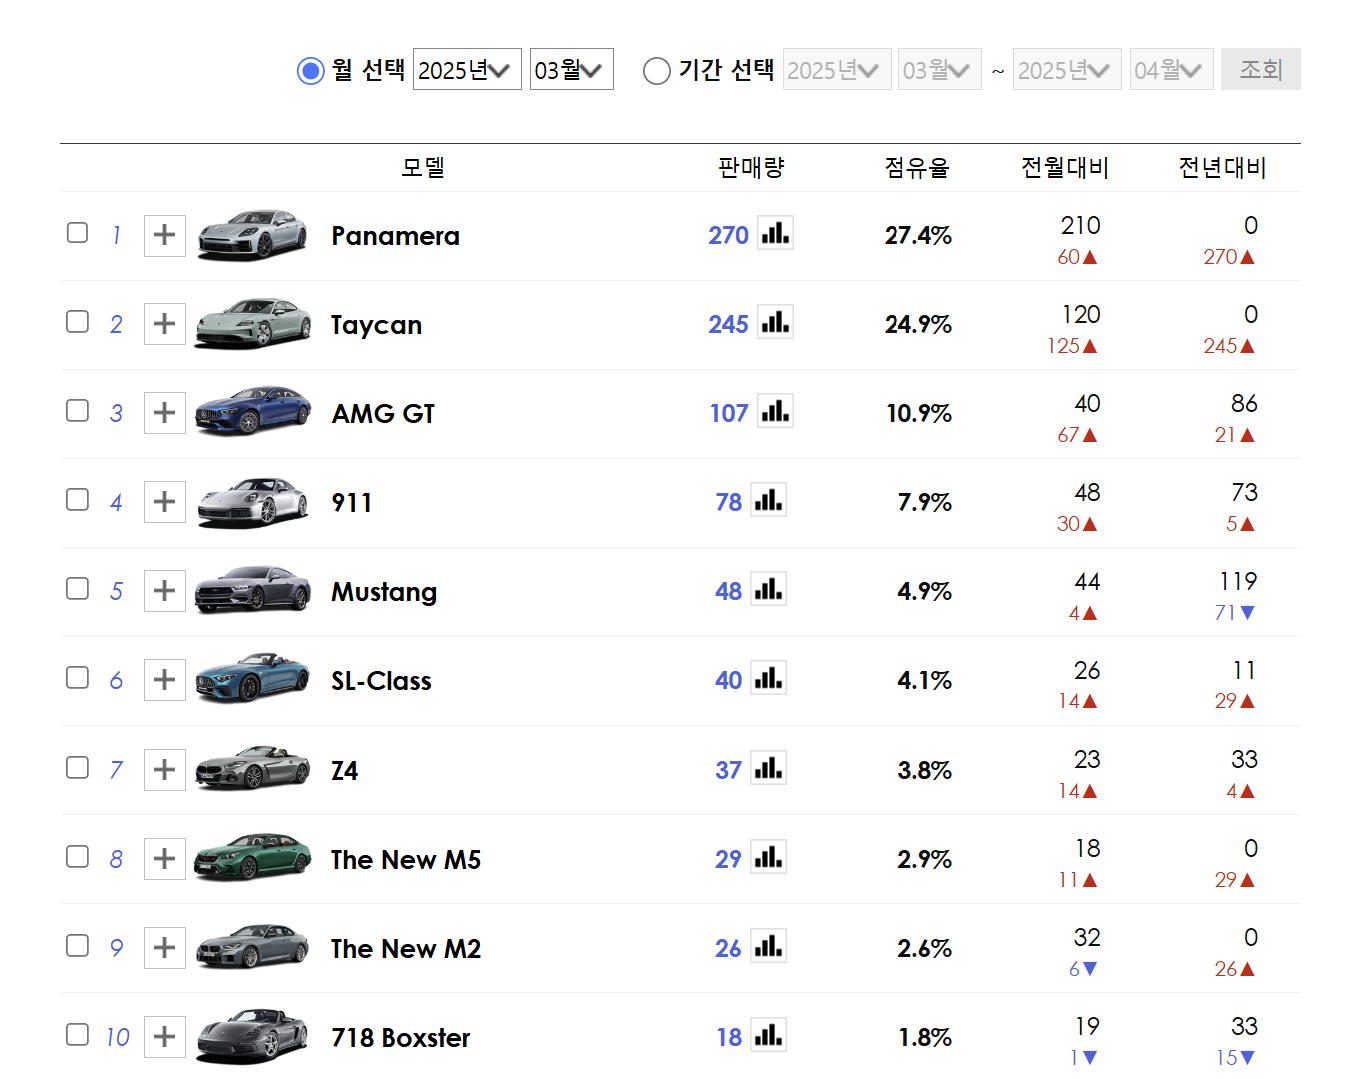 월 선택 2025년 03월 기간 선택 2025년 03월 ~ 2025년 04월 조회
모델 판매량 점유율 전월대비 전년대비
1 Panamera 270 27.4% 210 0
60▲ 270▲
2 Taycan 245 24.9% 120 0
125▲ 245▲
3 AMG GT 107 10.9% 40 86
67▲ 21▲
4 911 78 7.9% 48 73
30▲ 5▲
5 Mustang 48 4.9% 44 119
4▲ 71▼
6 SL-Class 40 4.1% 26 11
14▲ 29▲
7 Z4 37 3.8% 23 33
14▲ 4▲
8 The New M5 29 2.9% 18 0
11▲ 29▲
9 The New M2 26 2.6% 32 0
6▼ 26▲
10 718 Boxster 18 1.8% 19 33
1▼ 15▼